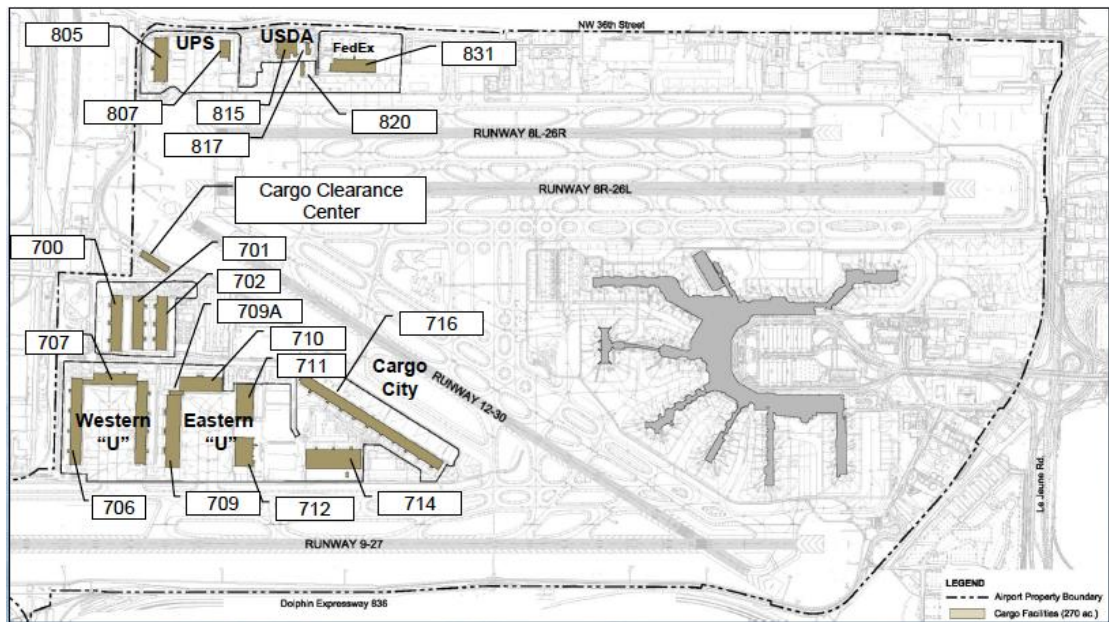 NW 36th Street
805
UPS
USDA
FedEx
831
807
815
820
817
RUNWAY 8L-26R
RUNWAY 8R-26L
Cargo Clearance
Center
700
701
702
709A
710
716
707
711
Cargo
City
RUNWAY 12-30
Western
“U”
Eastern
“U”
706
709
712
714
RUNWAY 9-27
Le Jeune Rd.
Dolphin Expressway 836
LEGEND
Airport Property Boundary
Cargo Facilities (270 ac.)